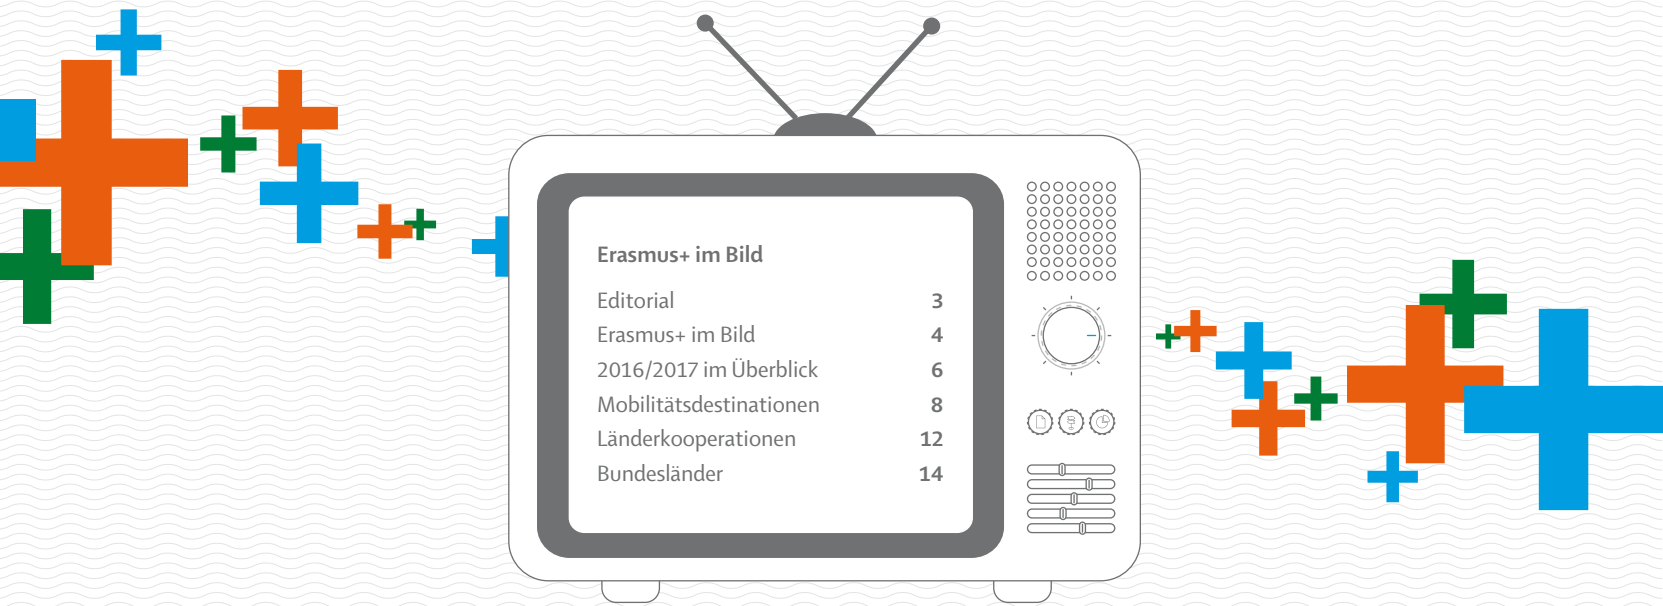 Erasmus+ im Bild
Editorial 3
Erasmus+ im Bild 4
2016/2017 im Überblick 6
Mobilitätsdestinationen 8
Länderkooperationen 12
Bundesländer 14